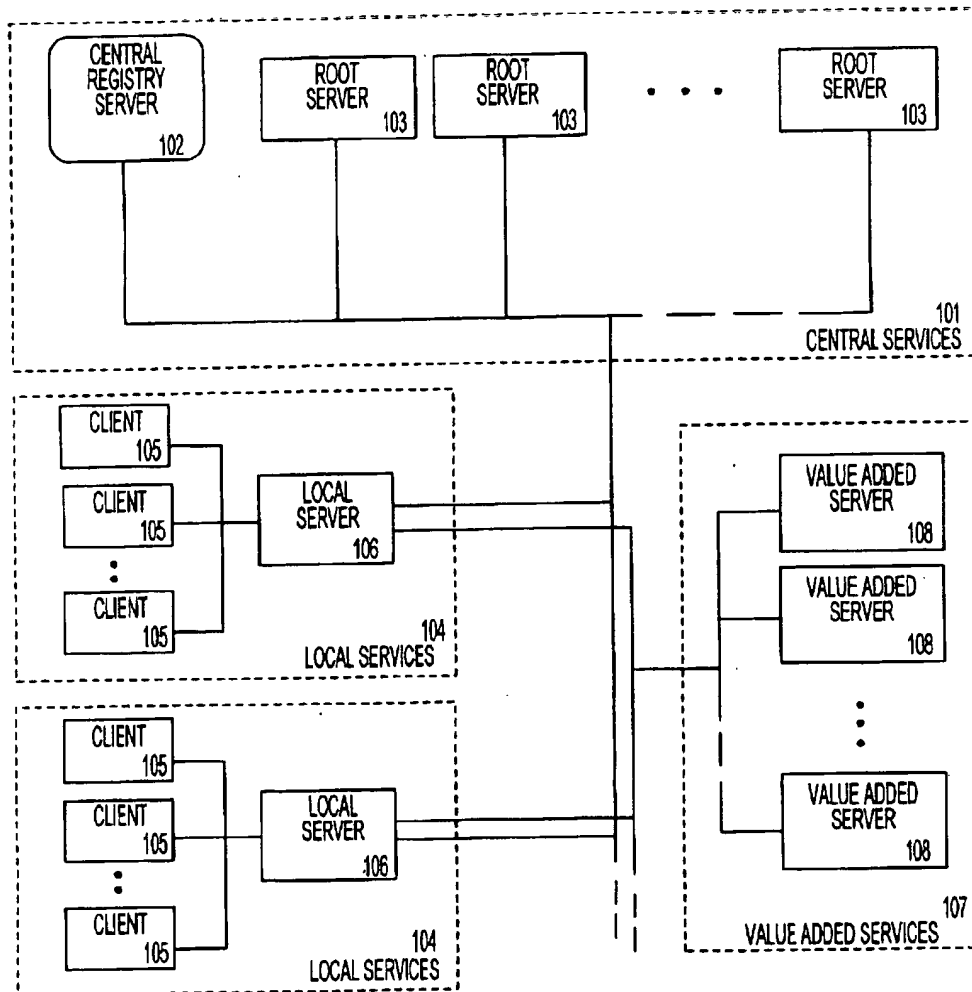 CENTRAL
REGISTRY
SERVER
102
ROOT
SERVER
103
ROOT
SERVER
103
ROOT
SERVER
103
101
CENTRAL SERVICES
CLIENT
105
CLIENT
105
CLIENT
105
LOCAL
SERVER
106
104
LOCAL SERVICES
CLIENT
105
CLIENT
105
CLIENT
105
LOCAL
SERVER
106
104
LOCAL SERVICES
VALUE ADDED
SERVER
108
VALUE ADDED
SERVER
108
VALUE ADDED
SERVER
108
107
VALUE ADDED SERVICES